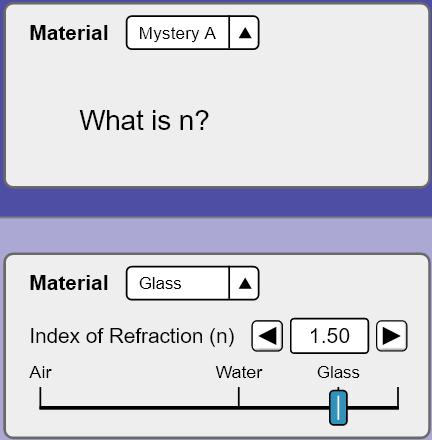 Material Mystery A
What is n?
Material Glass
Index of Refraction (n) 1.50
Air Water Glass